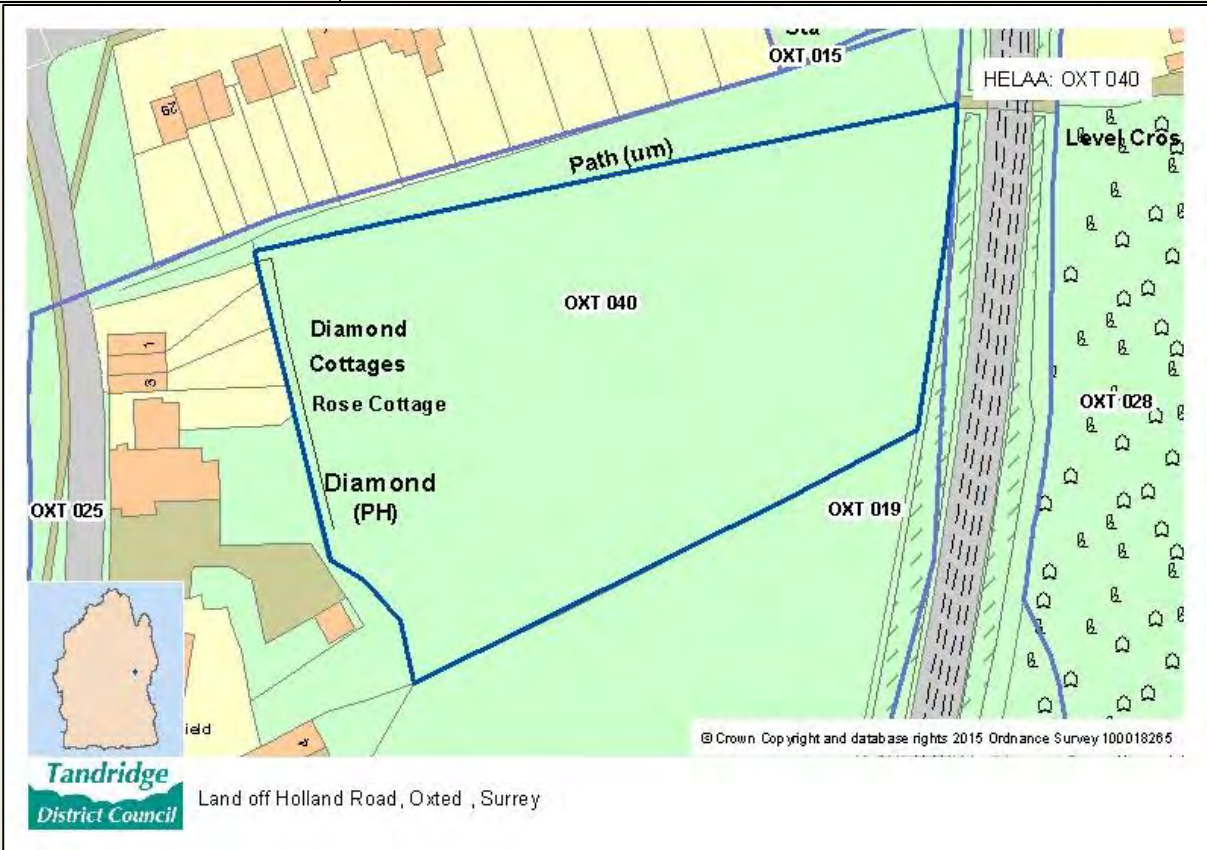 Sta
OXT 015
HELAA: OXT 040
29
Level Cros
Path (um)
OXT 040
Diamond
Cottages
Rose Cottage
1
3
OXT 028
Diamond
(PH)
OXT 025
OXT 019
ield
© Crown Copyright and database rights 2015 Ordnance Survey 100018265
Tandridge
District Council
Land off Holland Road, Oxted , Surrey